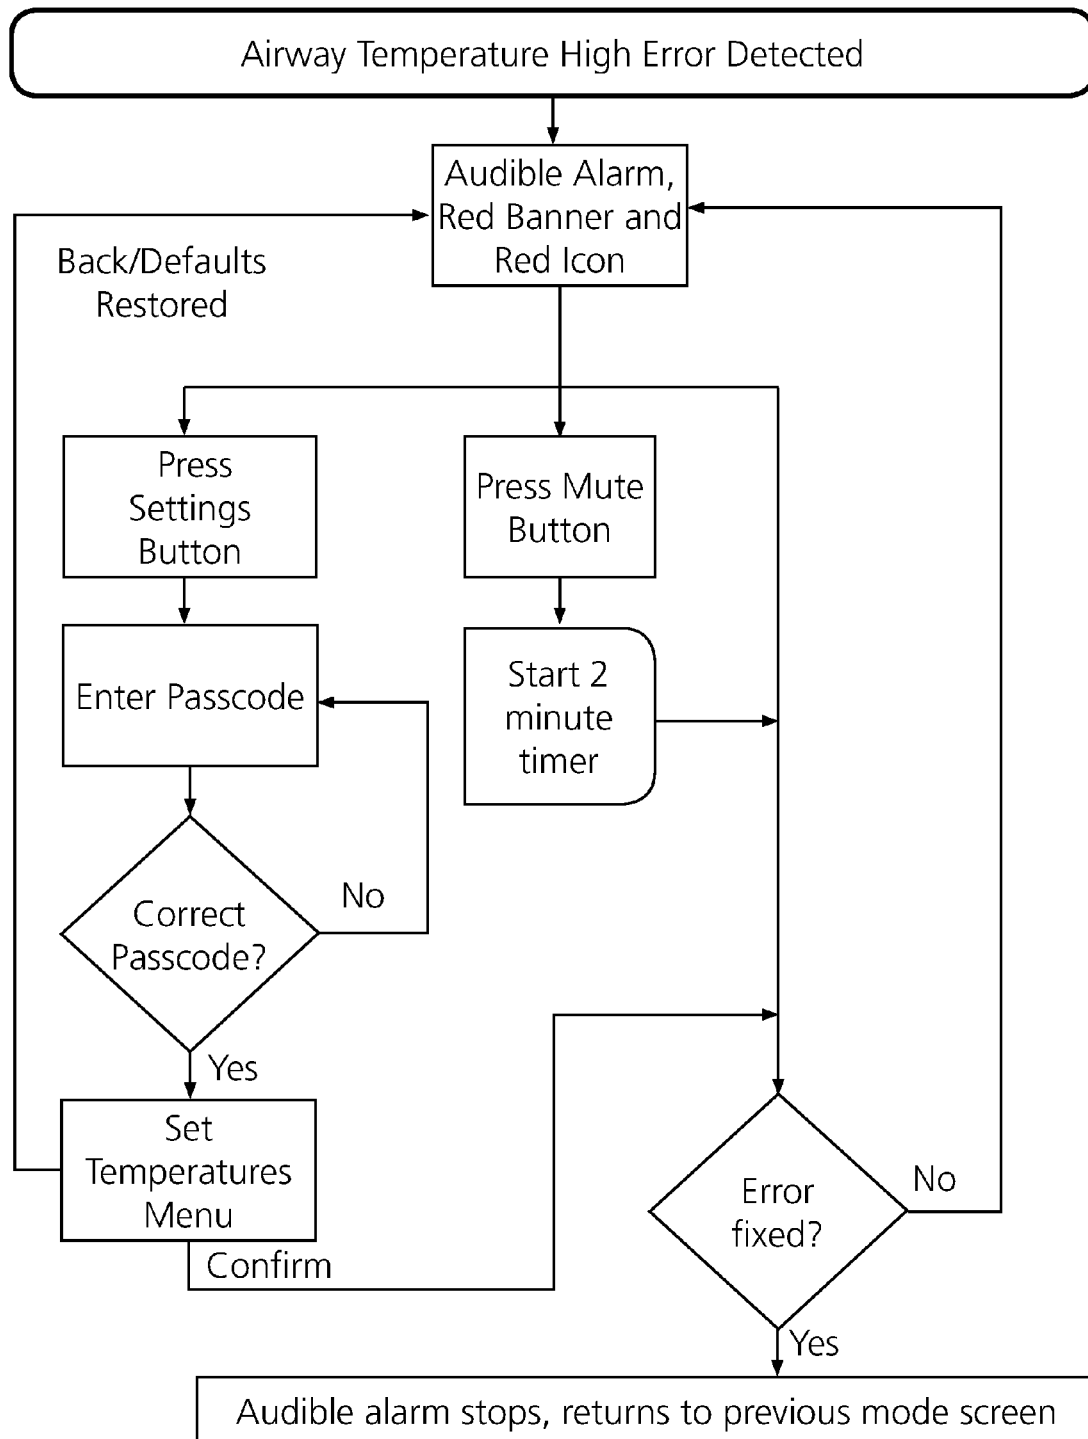 Airway Temperature High Error Detected
Audible Alarm,
Red Banner and
Red Icon
Back/Defaults
Restored
Press
Settings
Button
Press Mute
Button
Enter Passcode
Start 2
minute
timer
Correct
Passcode?
No
Yes
Set
Temperatures
Menu
Confirm
Error
fixed?
No
Yes
Audible alarm stops, returns to previous mode screen